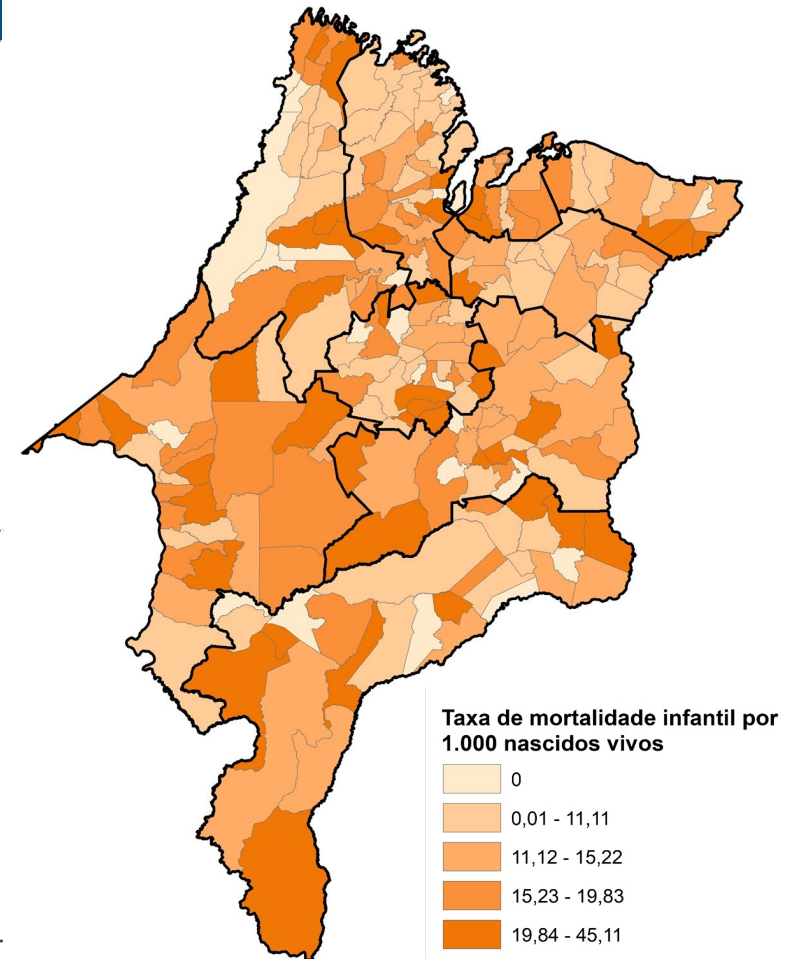 Taxa de mortalidade infantil por
1.000 nascidos vivos
0
0,01 - 11,11
11,12 - 15,22
15,23 - 19,83
19,84 - 45,11